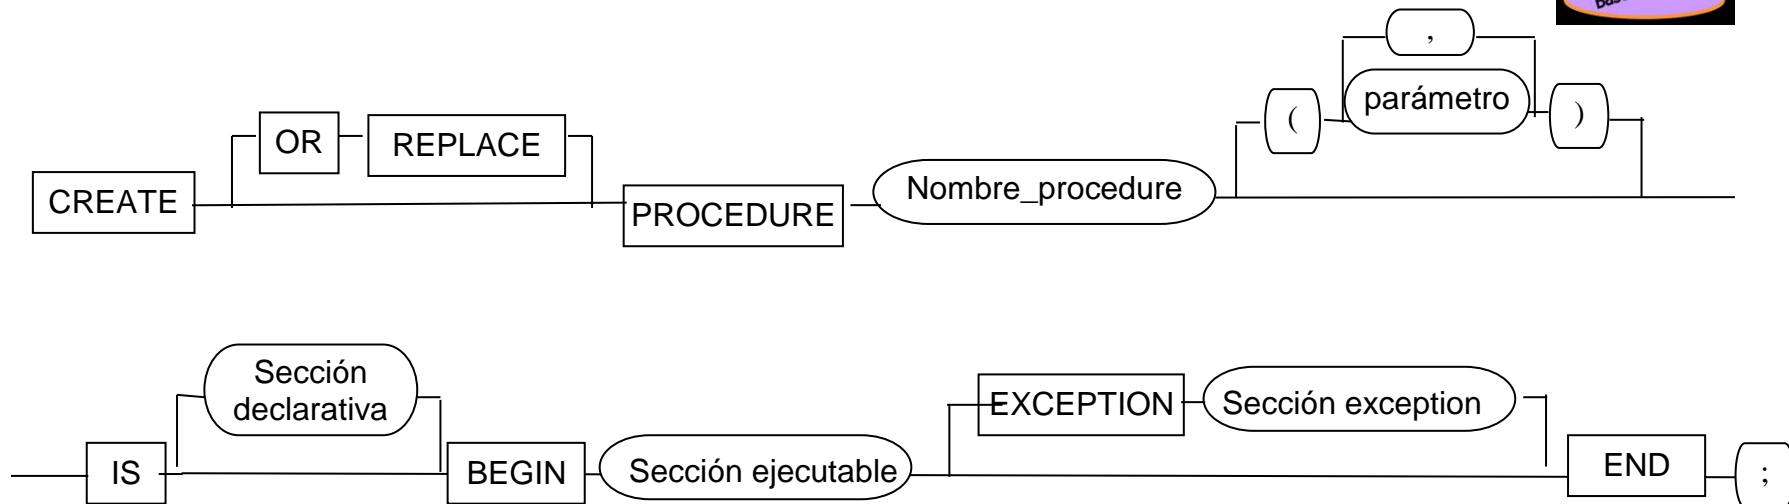 ,
( parámetro )
OR REPLACE
CREATE PROCEDURE Nombre_procedure
Sección
declarativa
EXCEPTION Sección exception
IS BEGIN Sección ejecutable END ;